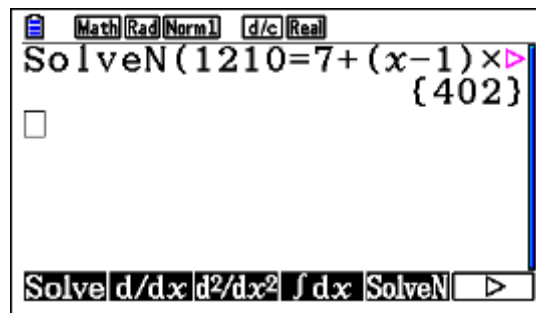 Math Rad Norm1 d/c Real
SolveN(1210=7+(x−1)×▷
{402}
Solve d/dx d²/dx² ∫dx SolveN ▷